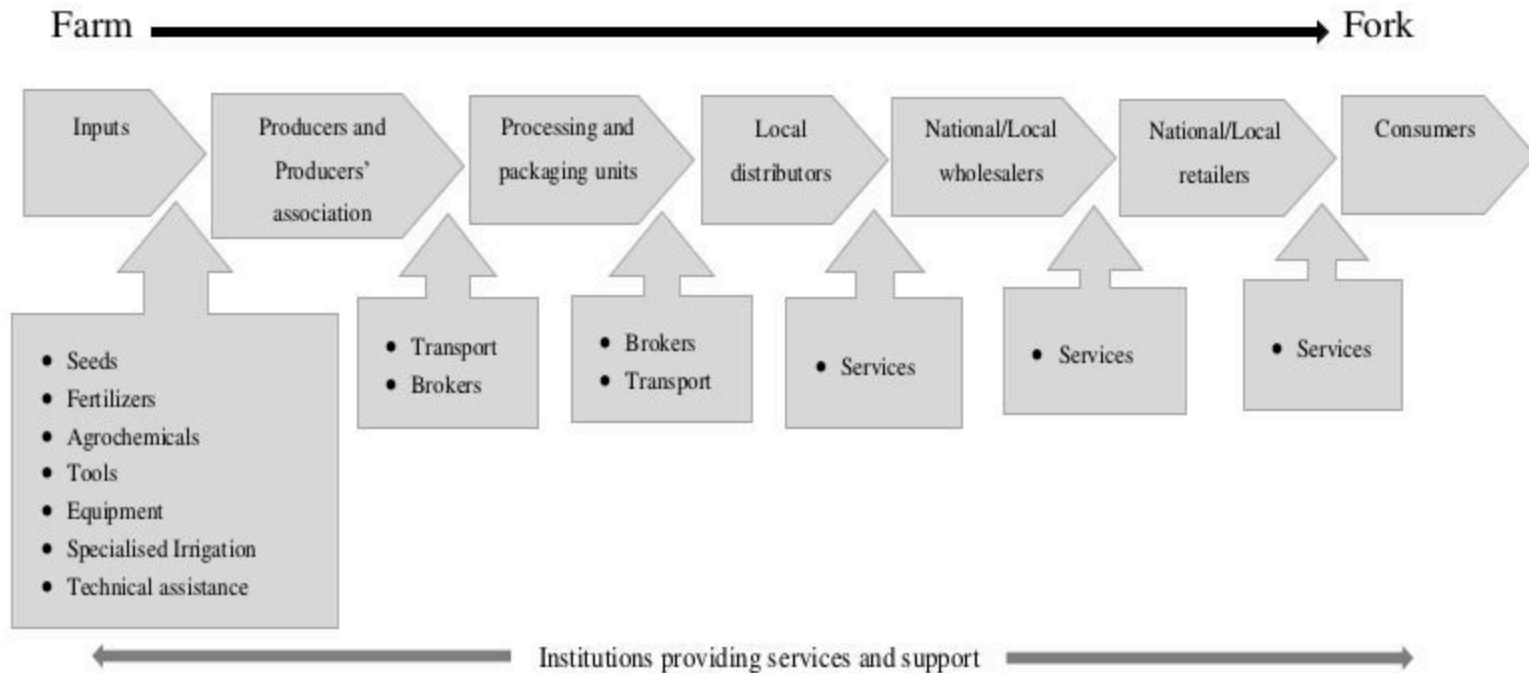 Farm
Fork
Inputs
Producers and
Producers’
association
Processing and
packaging units
Local
distributors
National/Local
wholesalers
National/Local
retailers
Consumers
• Seeds
• Fertilizers
• Agrochemicals
• Tools
• Equipment
• Specialised Irrigation
• Technical assistance
• Transport
• Brokers
• Brokers
• Transport
• Services
• Services
• Services
Institutions providing services and support